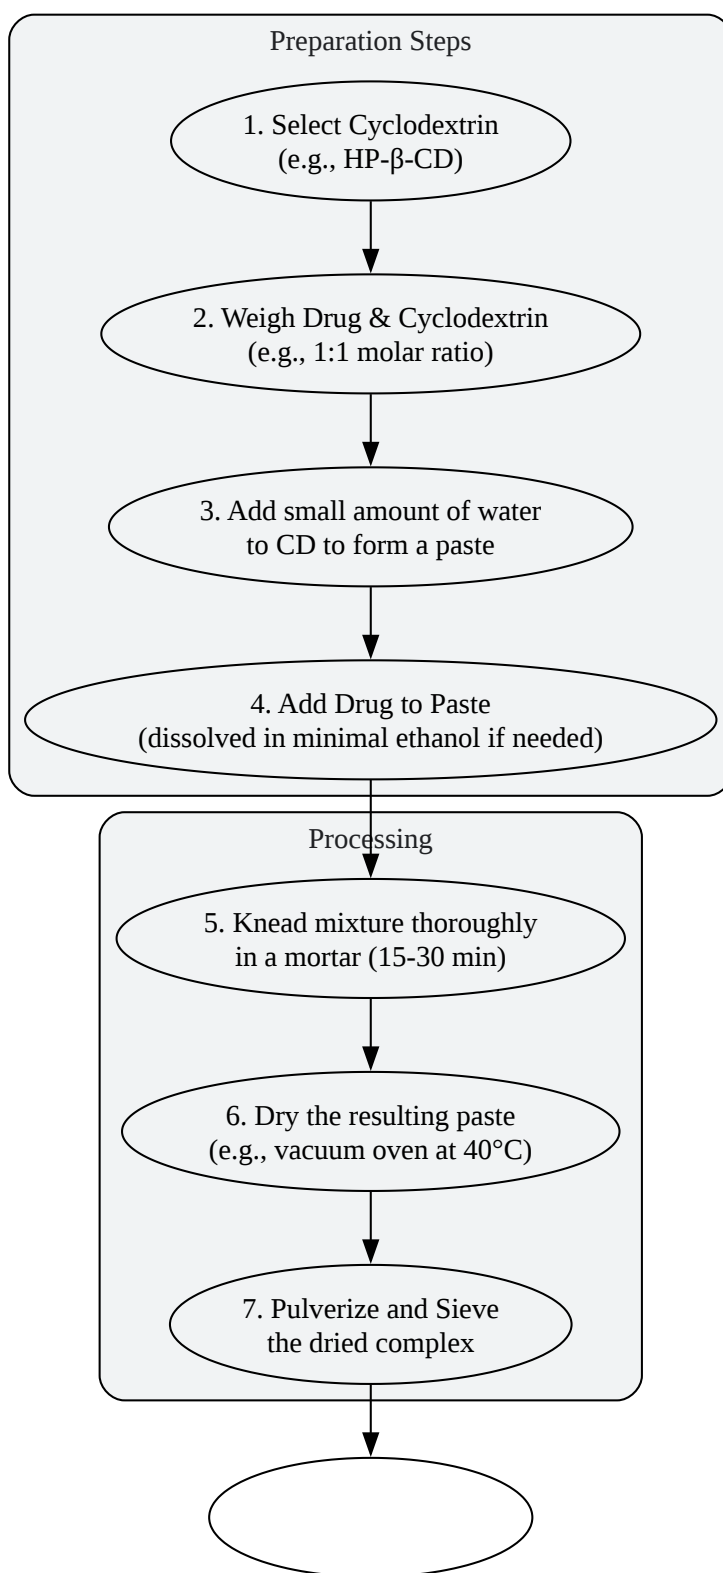 Preparation Steps
1. Select Cyclodextrin
(e.g., HP-β-CD)
2. Weigh Drug & Cyclodextrin
(e.g., 1:1 molar ratio)
3. Add small amount of water
to CD to form a paste
4. Add Drug to Paste
(dissolved in minimal ethanol if needed)
Processing
5. Knead mixture thoroughly
in a mortar (15-30 min)
6. Dry the resulting paste
(e.g., vacuum oven at 40°C)
7. Pulverize and Sieve
the dried complex